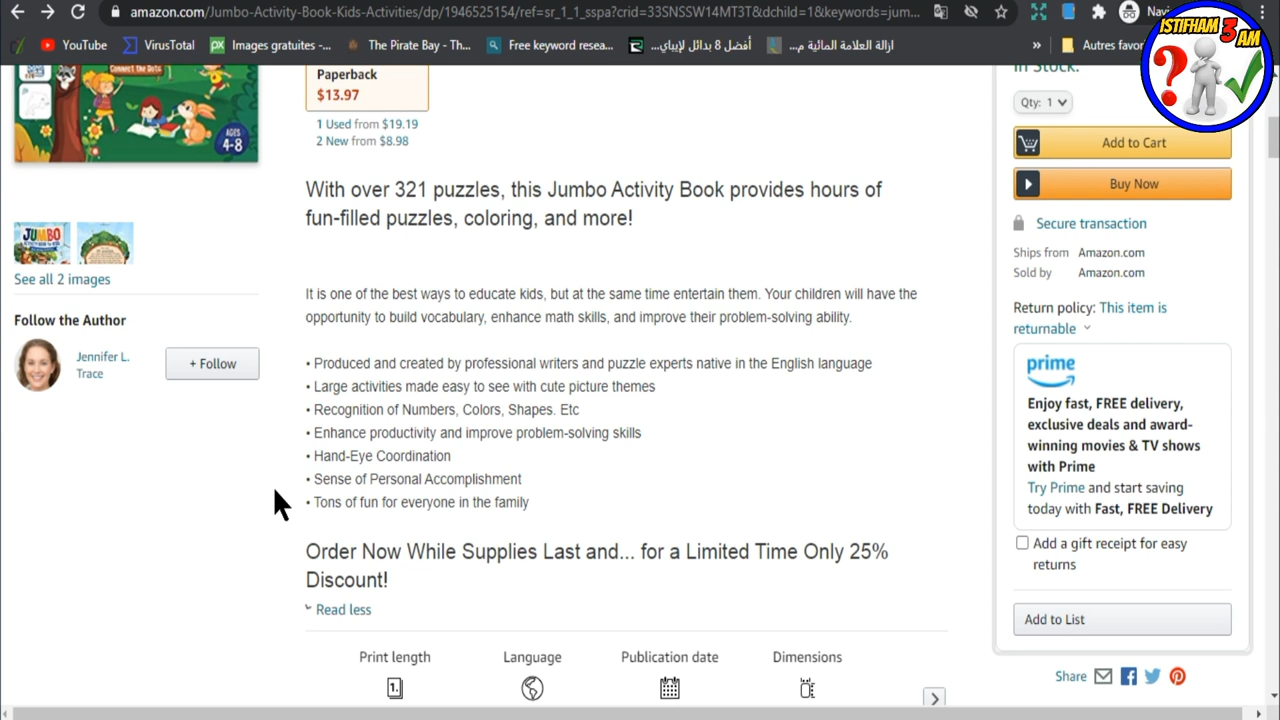 amazon.com/Jumbo-Activity-Book-Kids-Activities/dp/1946525154/ref=sr_1_1_sspa?crid=33SNSSW14MT3T&dchild=1&keywords=jum...
YouTube
VirusTotal
Images gratuites -...
The Pirate Bay - Th...
Free keyword resea...
أفضل 8 بدائل لإيباي...
ازالة العلامة المائية م...
»
Autres favor
ISTIFHAM 3 AM
Connect the Dots
AGES
4-8
JUMBO
See all 2 images
Follow the Author
Jennifer L.
Trace
+ Follow
Paperback
$13.97
1 Used from $19.19
2 New from $8.98
With over 321 puzzles, this Jumbo Activity Book provides hours of
fun-filled puzzles, coloring, and more!
It is one of the best ways to educate kids, but at the same time entertain them. Your children will have the
opportunity to build vocabulary, enhance math skills, and improve their problem-solving ability.
• Produced and created by professional writers and puzzle experts native in the English language
• Large activities made easy to see with cute picture themes
• Recognition of Numbers, Colors, Shapes. Etc
• Enhance productivity and improve problem-solving skills
• Hand-Eye Coordination
• Sense of Personal Accomplishment
• Tons of fun for everyone in the family
Order Now While Supplies Last and... for a Limited Time Only 25%
Discount!
Read less
Print length
Language
Publication date
Dimensions
In Stock.
Qty: 1
Add to Cart
Buy Now
Secure transaction
Ships from Amazon.com
Sold by Amazon.com
Return policy: This item is
returnable
prime
Enjoy fast, FREE delivery,
exclusive deals and award-
winning movies & TV shows
with Prime
Try Prime and start saving
today with Fast, FREE Delivery
Add a gift receipt for easy
returns
Add to List
Share